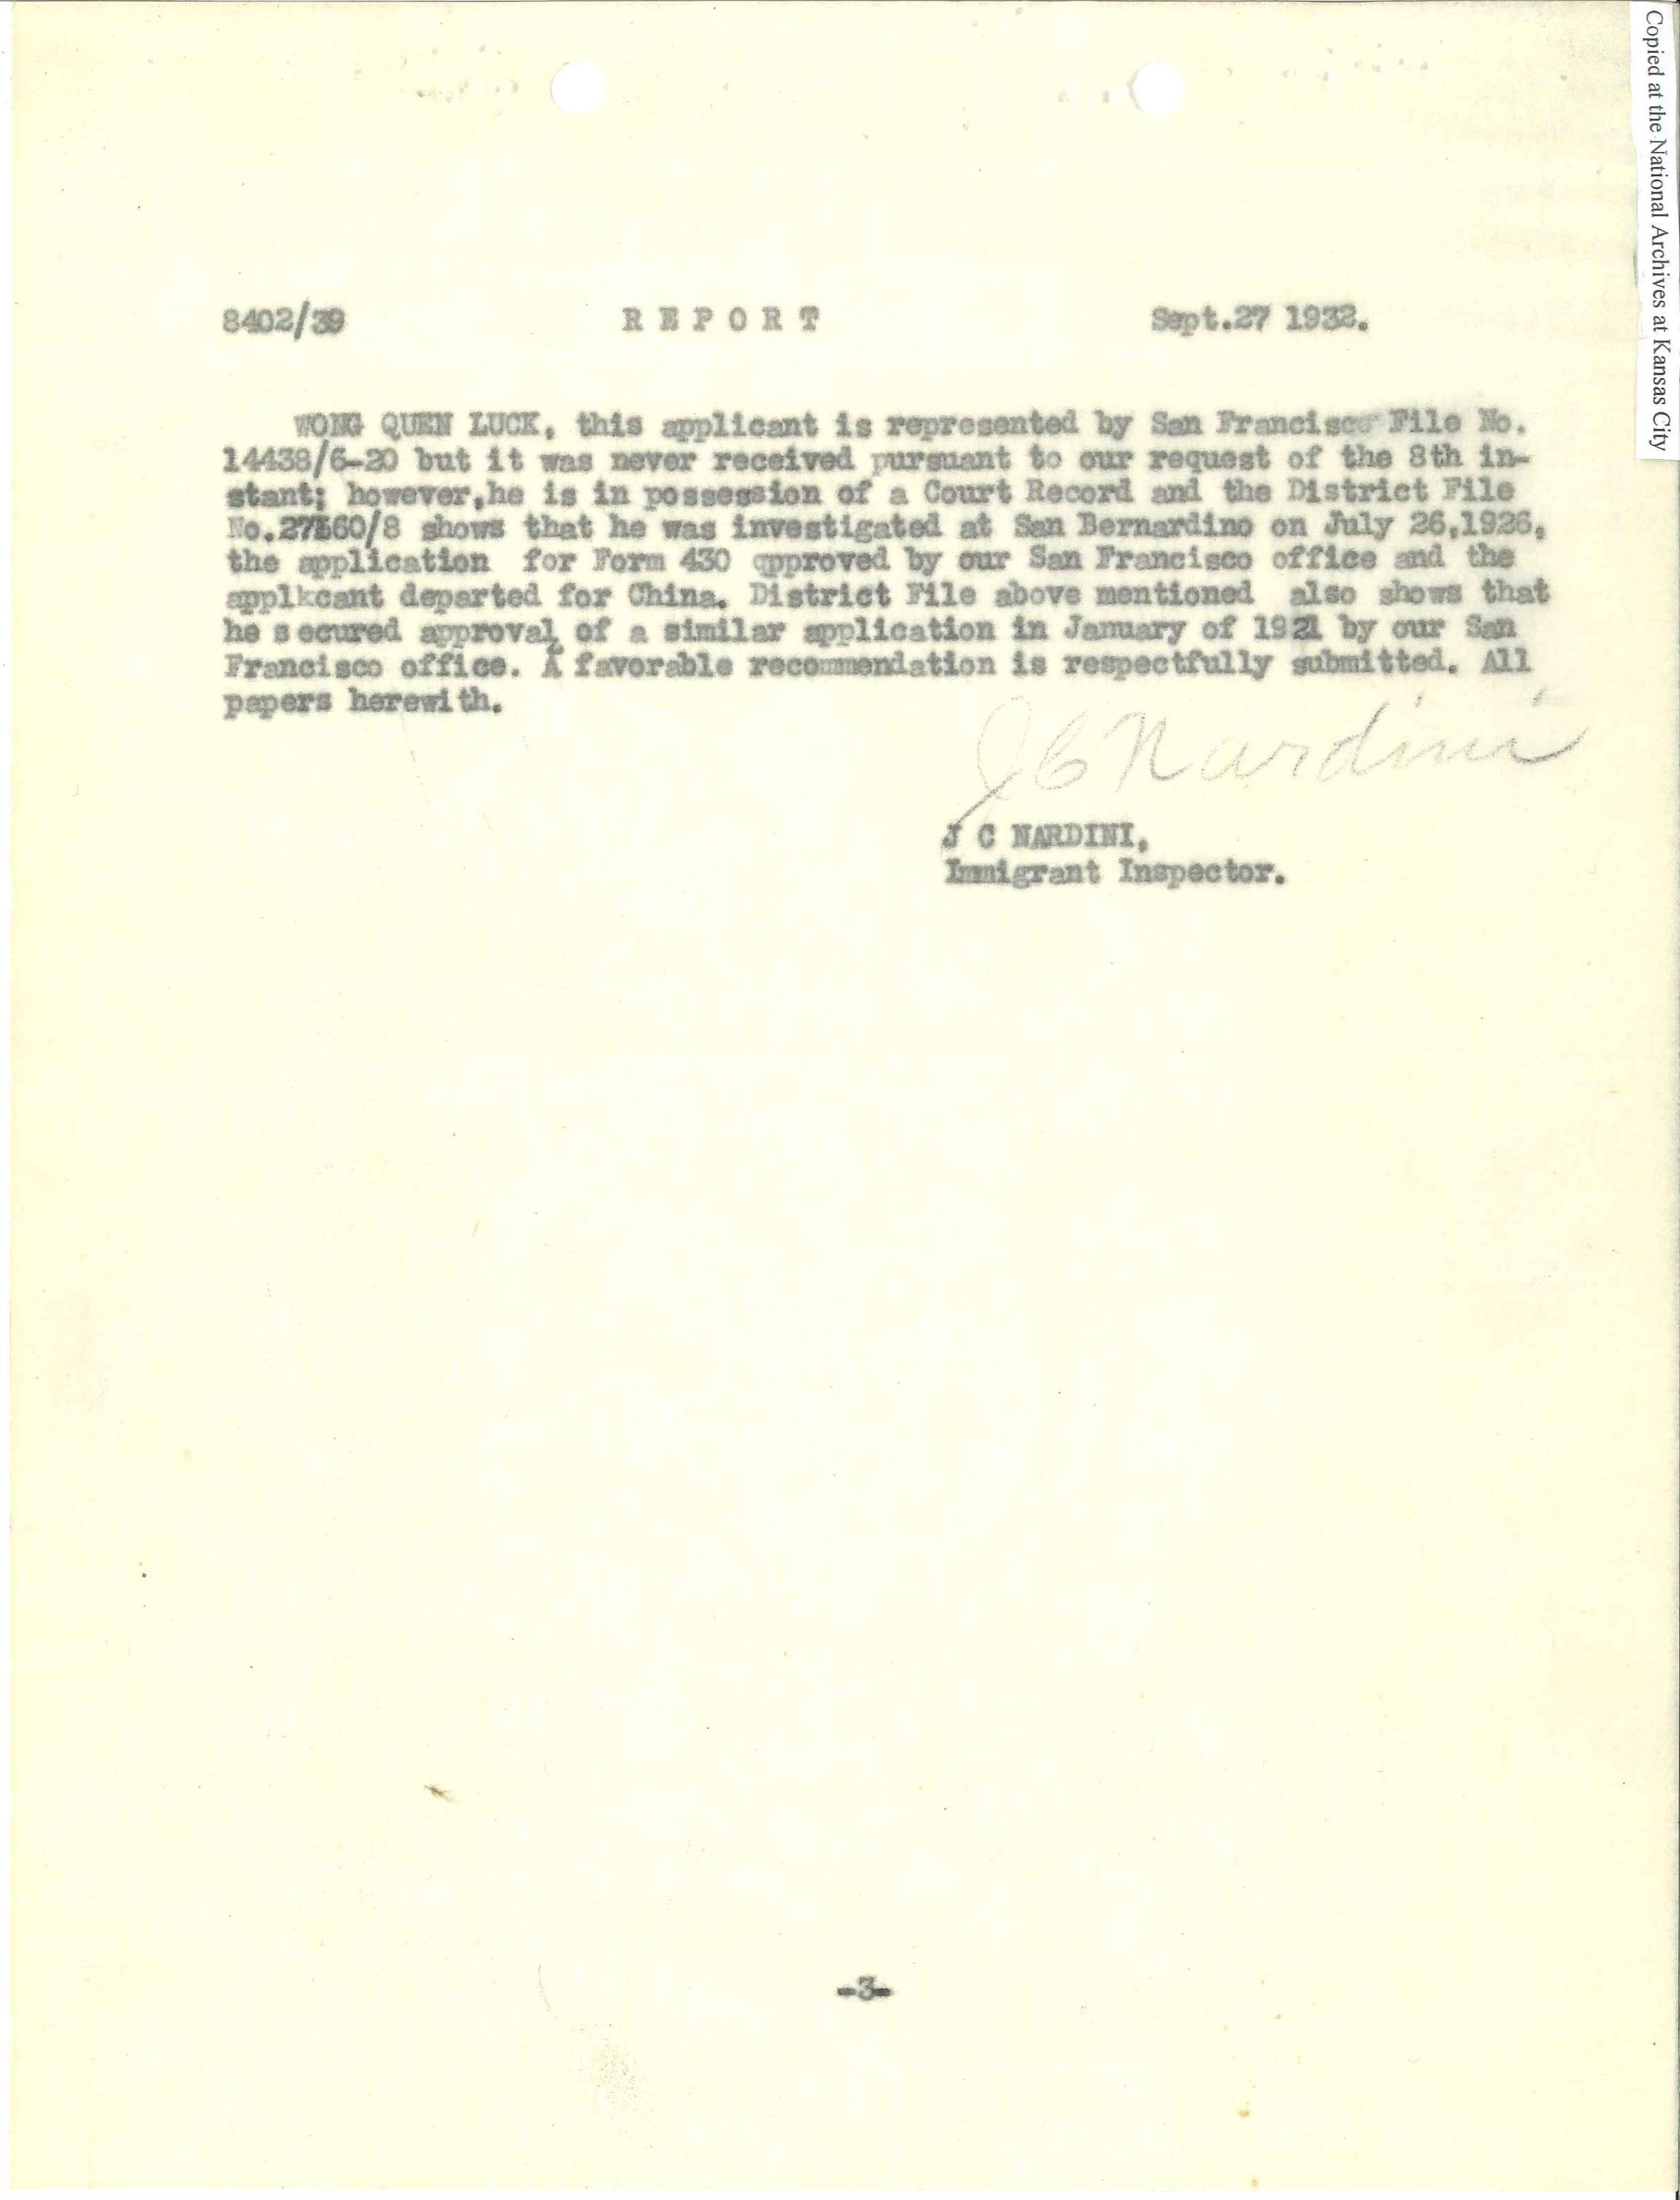 Copied at the National Archives at Kansas City
8402/39 R E P O R T Sept.27 1932.
WONG QUEN LUCK, this applicant is represented by San Francisco File No.
14438/6-20 but it was never received pursuant to our request of the 8th in-
stant; however,he is in possession of a Court Record and the District File
shows that he was investigated at San Bernardino on July 26,1926,
the application for Form 430 approved by our San Francisco office and the
applkcant departed for China. District File above mentioned also shows that
he secured approval of a similar application in January of 1921 by our San
Francisco office. A favorable recommendation is respectfully submitted. All
papers herewith.
J C Nardini
J C NARDINI,
Immigrant Inspector.
-3-